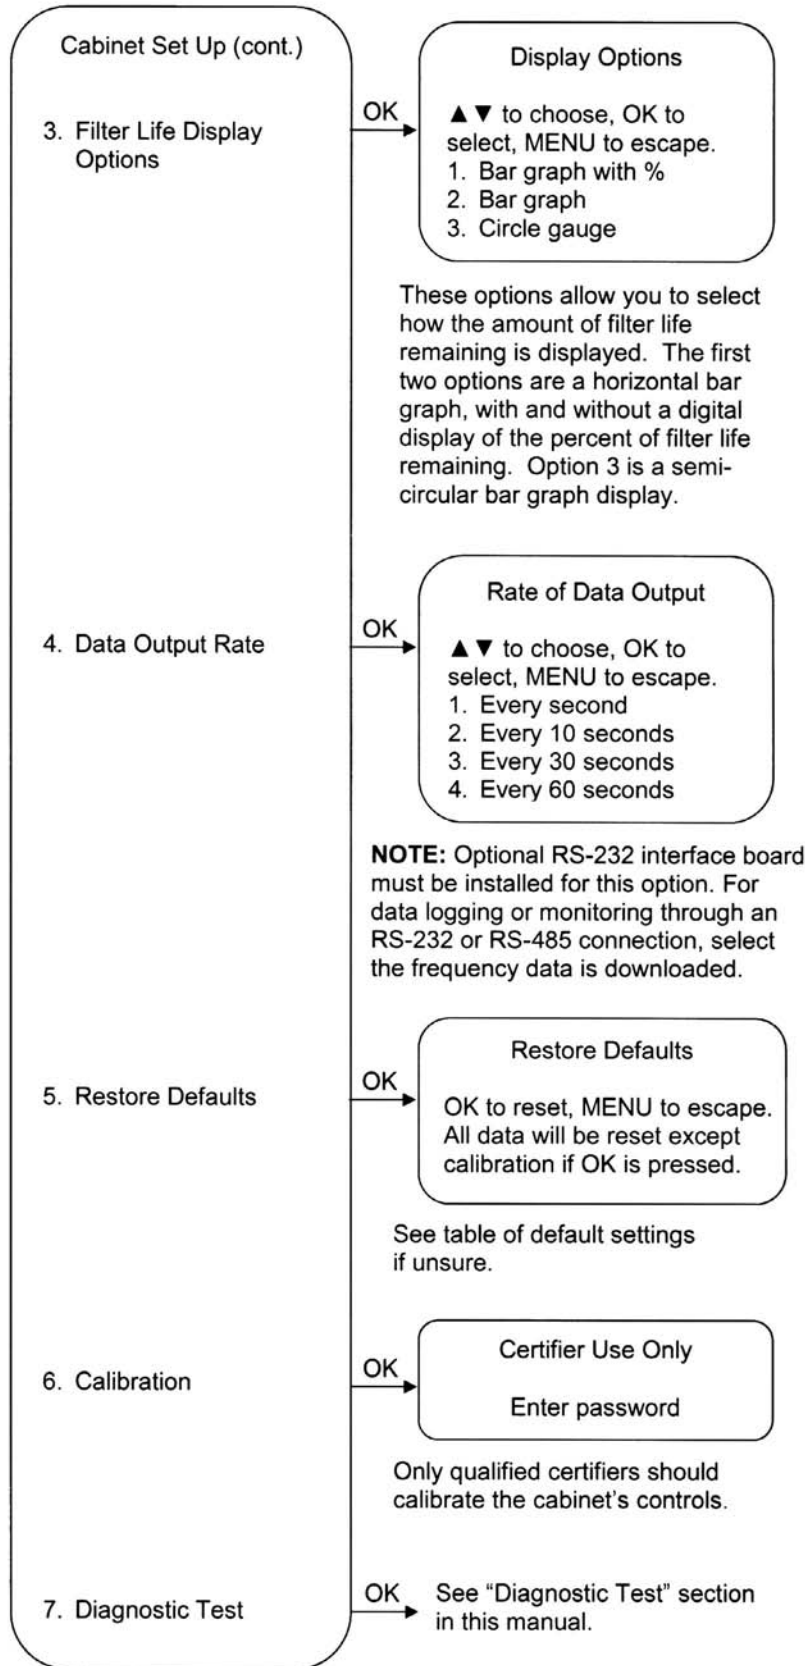 Cabinet Set Up (cont.)
3. Filter Life Display
Options
OK
Display Options
▲▼ to choose, OK to
select, MENU to escape.
1. Bar graph with %
2. Bar graph
3. Circle gauge
These options allow you to select
how the amount of filter life
remaining is displayed. The first
two options are a horizontal bar
graph, with and without a digital
display of the percent of filter life
remaining. Option 3 is a semi-
circular bar graph display.
4. Data Output Rate
OK
Rate of Data Output
▲▼ to choose, OK to
select, MENU to escape.
1. Every second
2. Every 10 seconds
3. Every 30 seconds
4. Every 60 seconds
NOTE: Optional RS-232 interface board
must be installed for this option. For
data logging or monitoring through an
RS-232 or RS-485 connection, select
the frequency data is downloaded.
5. Restore Defaults
OK
Restore Defaults
OK to reset, MENU to escape.
All data will be reset except
calibration if OK is pressed.
See table of default settings
if unsure.
6. Calibration
OK
Certifier Use Only
Enter password
Only qualified certifiers should
calibrate the cabinet's controls.
7. Diagnostic Test
OK
See “Diagnostic Test” section
in this manual.